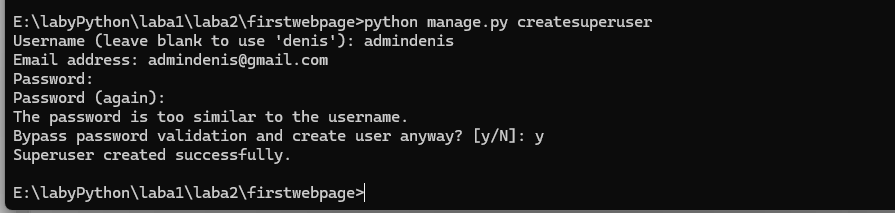 E:\labyPython\laba1\laba2\firstwebpage>python manage.py createsuperuser
Username (leave blank to use 'denis'): admindenis
Email address: admindenis@gmail.com
Password:
Password (again):
The password is too similar to the username.
Bypass password validation and create user anyway? [y/N]: y
Superuser created successfully.
E:\labyPython\laba1\laba2\firstwebpage>